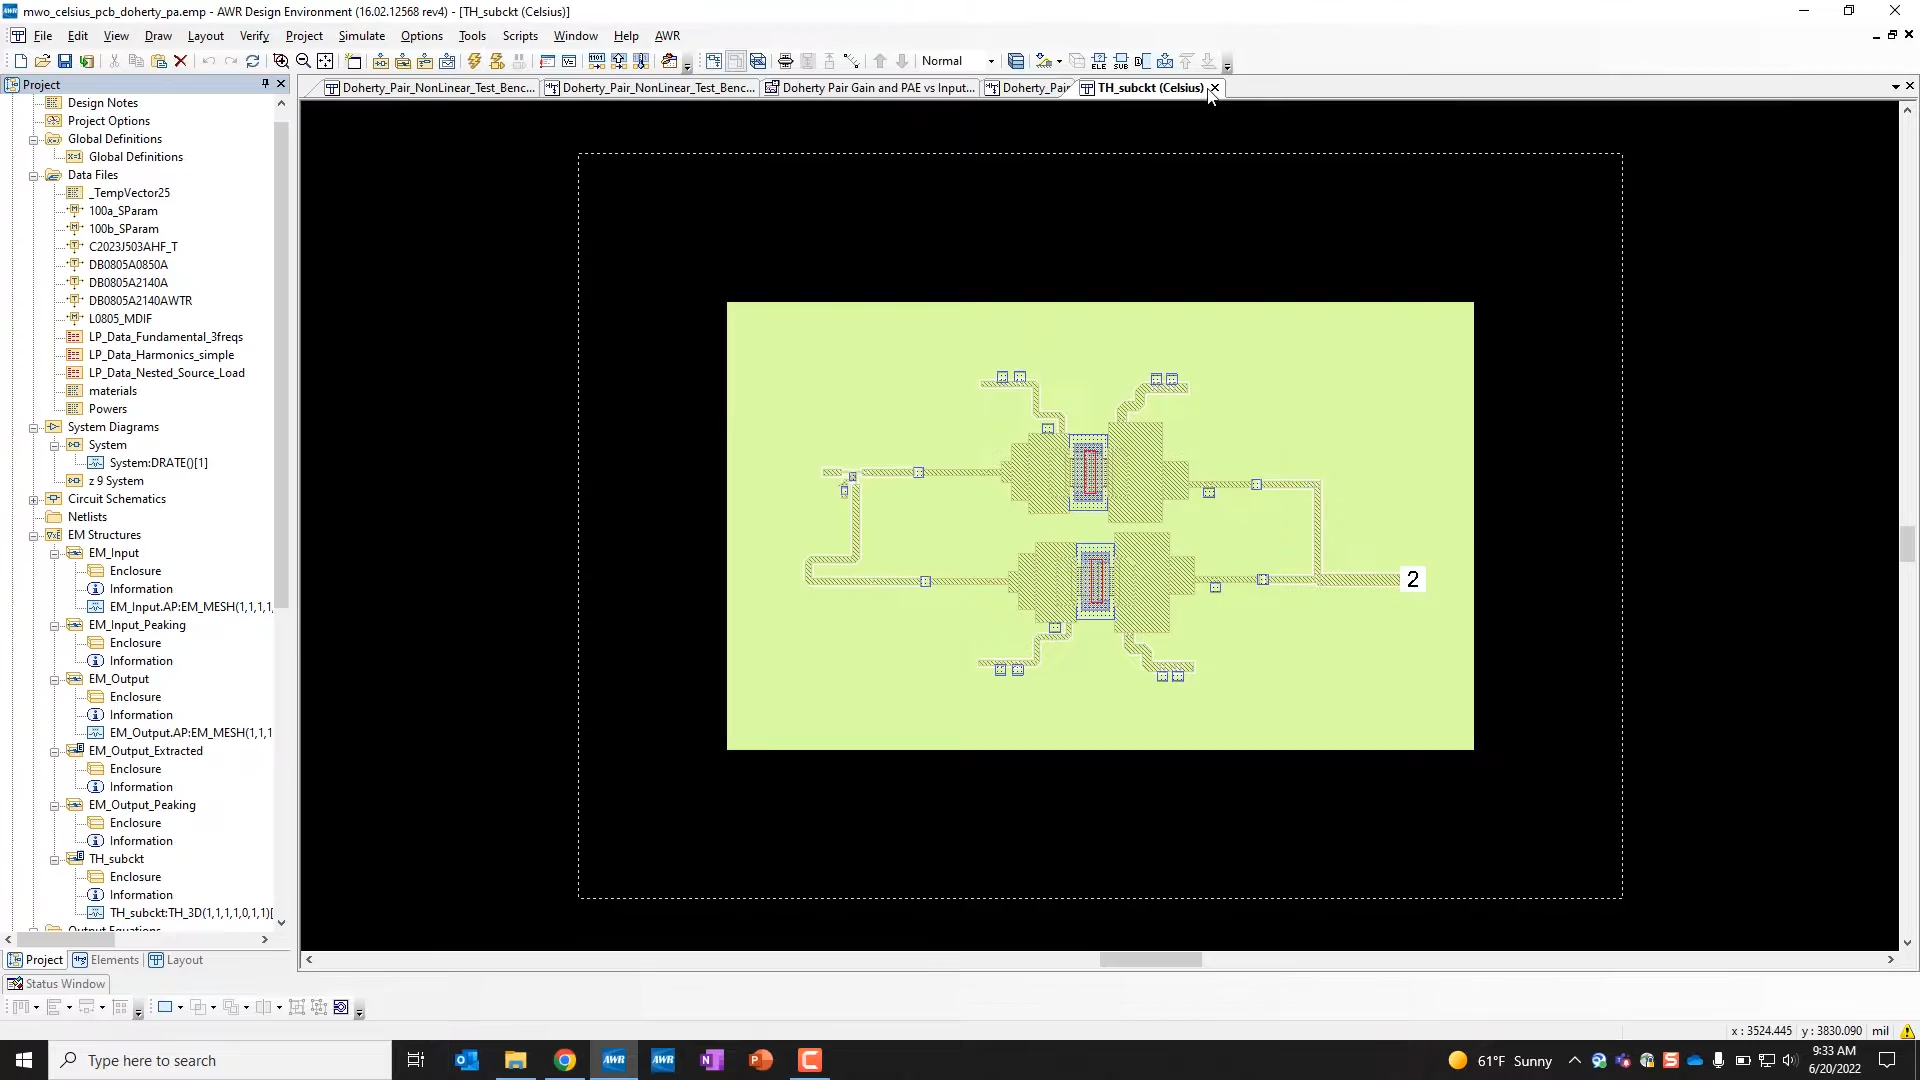 mwo_celsius_pcb_doherty_pa.emp - AWR Design Environment (16.02.12568 rev4) - [TH_subckt (Celsius)]
File Edit View Draw Layout Verify Project Simulate Options Tools Scripts Window Help AWR
Normal
Project
Doherty_Pair_NonLinear_Test_Benc...
Doherty_Pair_NonLinear_Test_Benc...
Doherty Pair Gain and PAE vs Input...
Doherty_Pair
TH_subckt (Celsius)
Design Notes
Project Options
Global Definitions
Global Definitions
Data Files
_TempVector25
100a_SParam
100b_SParam
C2023J503AHF_T
DB0805A0850A
DB0805A2140A
DB0805A2140AWTR
L0805_MDIF
LP_Data_Fundamental_3freqs
LP_Data_Harmonics_simple
LP_Data_Nested_Source_Load
materials
Powers
System Diagrams
System
System:DRATE()[1]
z 9 System
Circuit Schematics
Netlists
EM Structures
EM_Input
Enclosure
Information
EM_Input.AP:EM_MESH(1,1,1,1,
EM_Input_Peaking
Enclosure
Information
EM_Output
Enclosure
Information
EM_Output.AP:EM_MESH(1,1,1
EM_Output_Extracted
Enclosure
Information
EM_Output_Peaking
Enclosure
Information
TH_subckt
Enclosure
Information
TH_subckt:TH_3D(1,1,1,1,0,1,1)[
Output Equations
2
Project Elements Layout
Status Window
x : 3524.445 y : 3830.090 mil
Type here to search
61°F Sunny
9:33 AM
6/20/2022